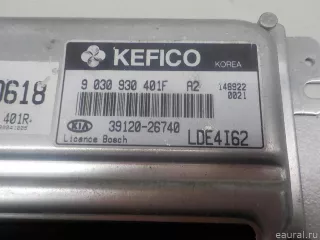 KEFICO
KOREA
9 030 930 401F A2
148922
0021
KIA 39120-26740
Licence Bosch
LDE4I62
0618
401R-
eaural.ru